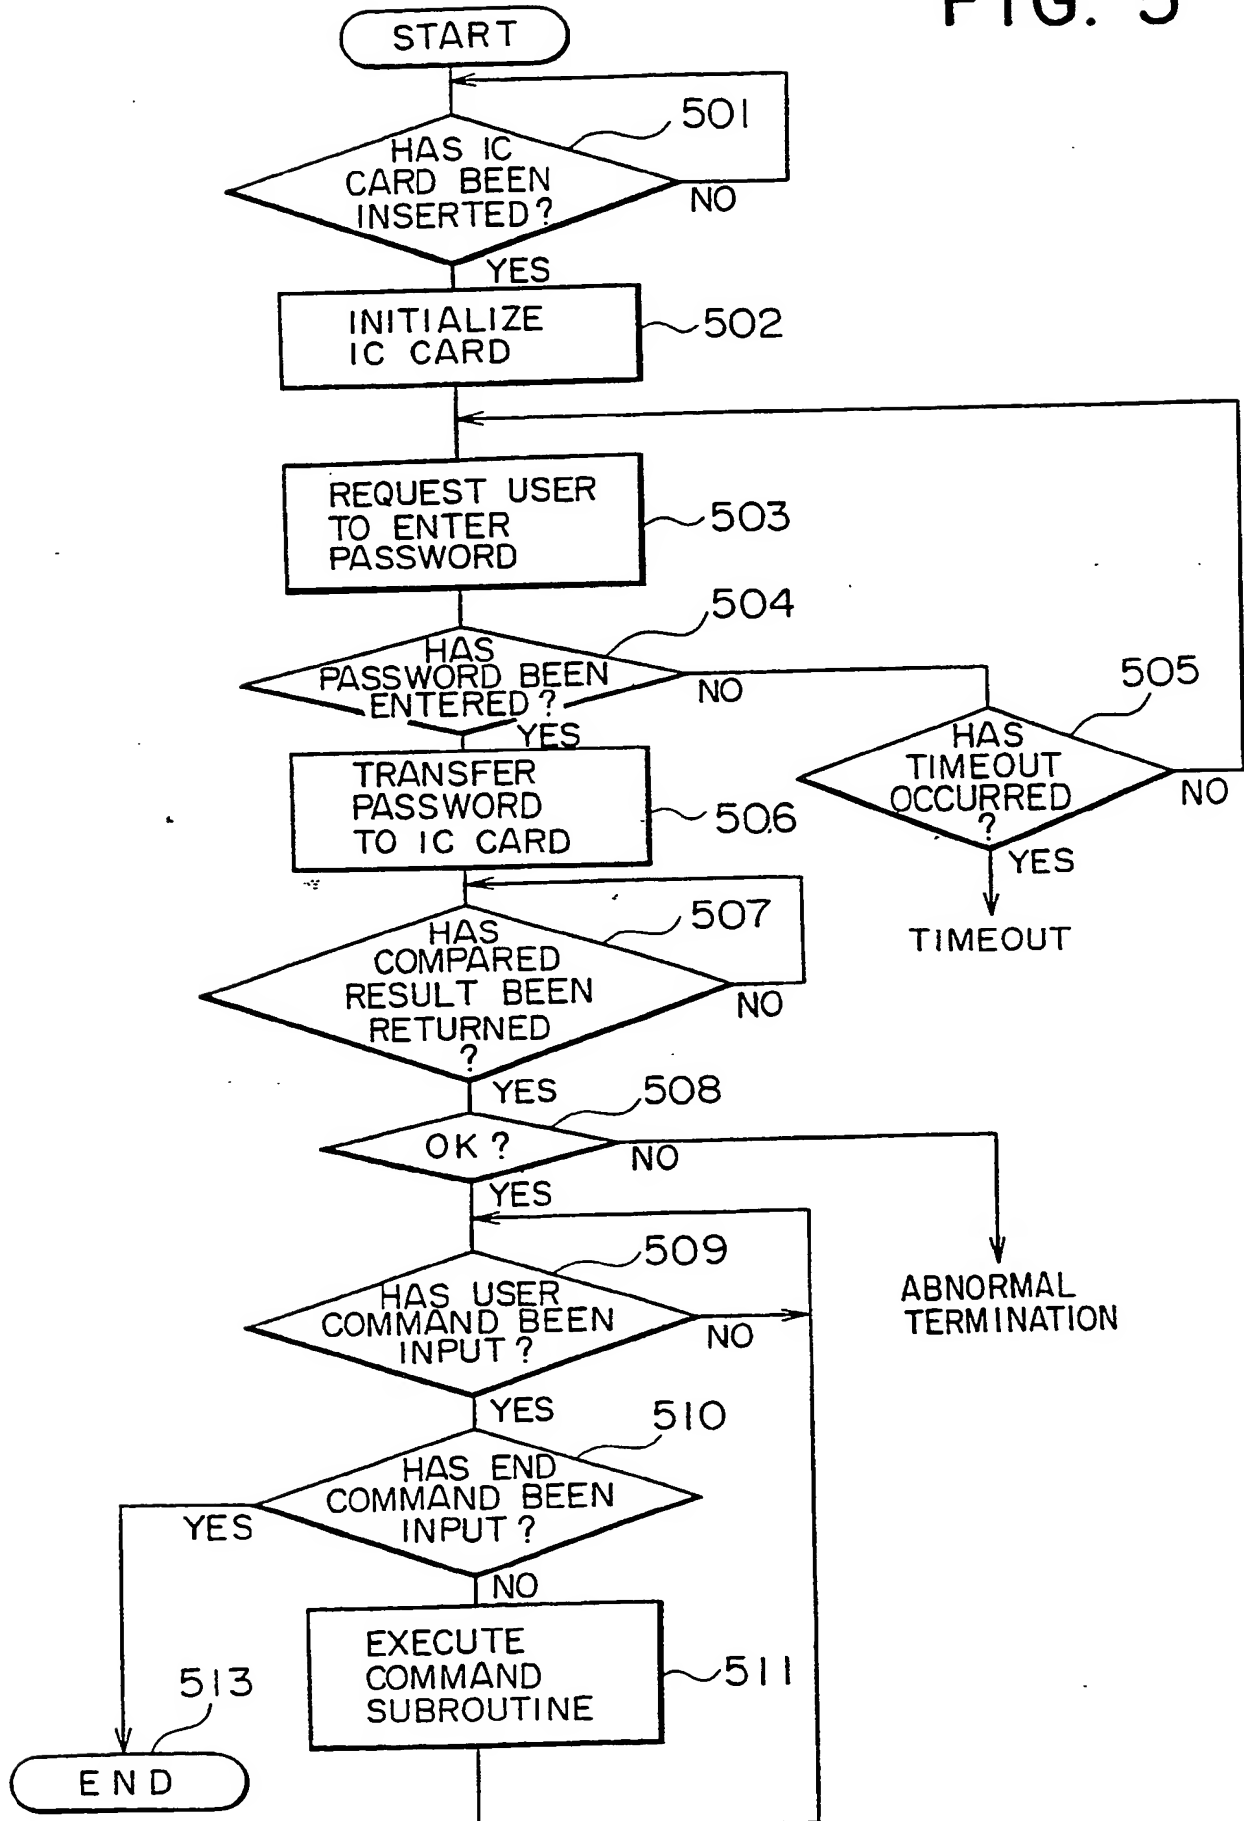 FIG. 5
START
501
HAS IC
CARD BEEN
INSERTED?
NO
YES
INITIALIZE
IC CARD
502
REQUEST USER
TO ENTER
PASSWORD
503
504
HAS
PASSWORD BEEN
ENTERED?
NO
YES
505
HAS
TIMEOUT
OCCURRED
?
NO
YES
TIMEOUT
TRANSFER
PASSWORD
TO IC CARD
506
507
HAS
COMPARED
RESULT BEEN
RETURNED
?
NO
YES
508
OK?
NO
YES
ABNORMAL
TERMINATION
509
HAS USER
COMMAND BEEN
INPUT?
NO
YES
510
HAS END
COMMAND BEEN
INPUT?
YES
NO
EXECUTE
COMMAND
SUBROUTINE
511
513
END